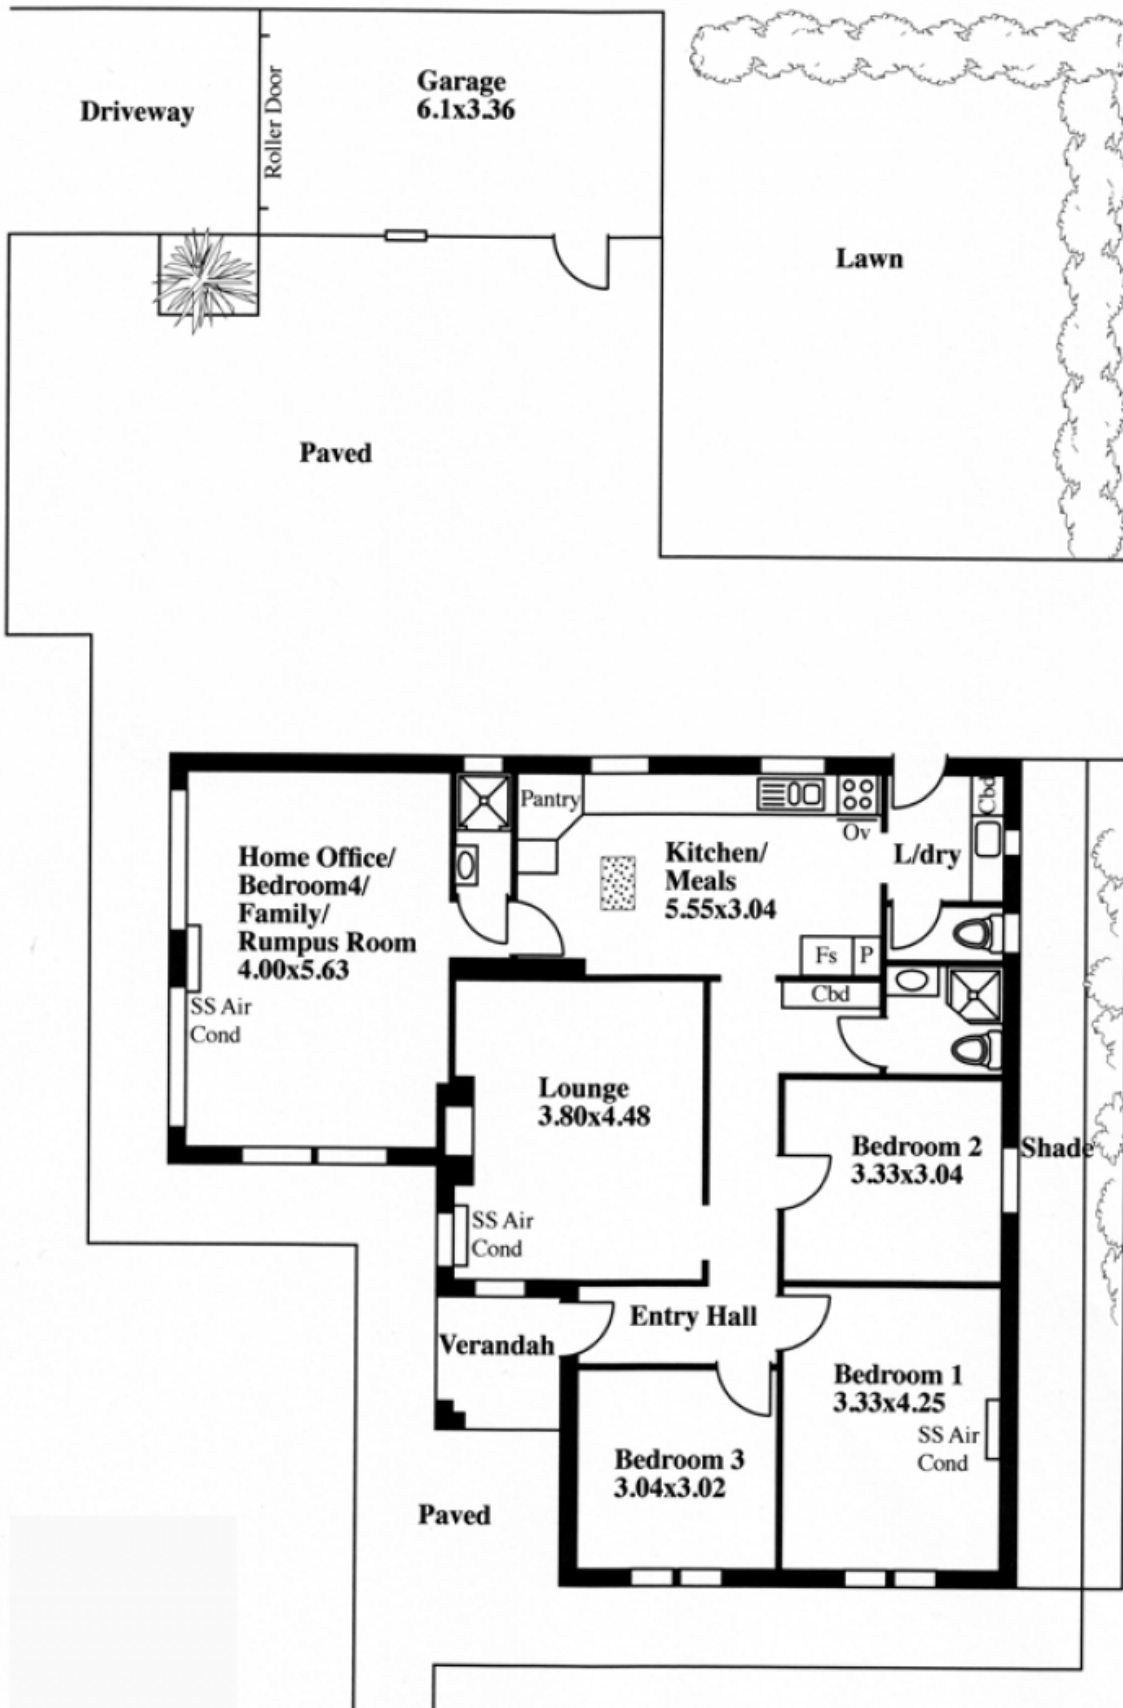 Driveway
Roller Door
Garage
6.1x3.36
Lawn
Paved
Pantry
Ov
Cbd
Home Office/
Bedroom4/
Family/
Rumpus Room
4.00x5.63
SS Air
Cond
Kitchen/
Meals
5.55x3.04
L/dry
Fs
P
Cbd
Lounge
3.80x4.48
SS Air
Cond
Bedroom 2
3.33x3.04
Shade
Verandah
Entry Hall
Bedroom 1
3.33x4.25
SS Air
Cond
Bedroom 3
3.04x3.02
Paved